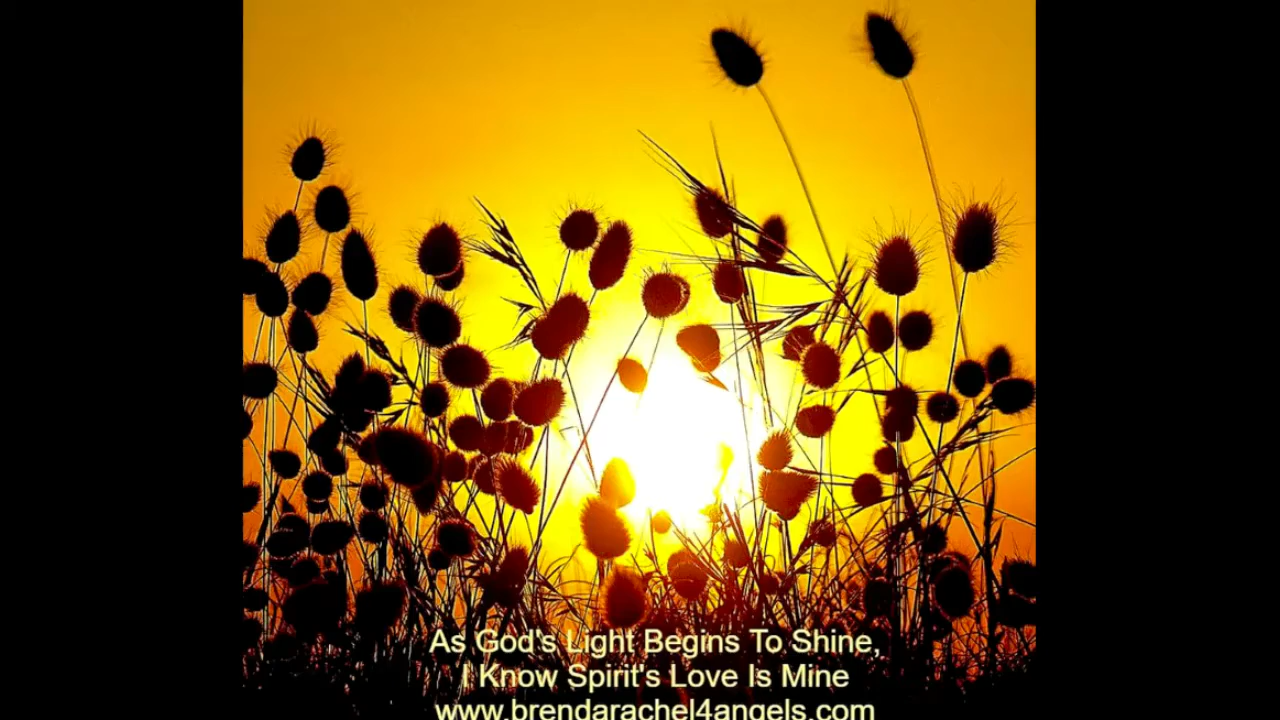 As God's Light Begins To Shine,
I Know Spirit's Love Is Mine
www.brendarachel4angels.com